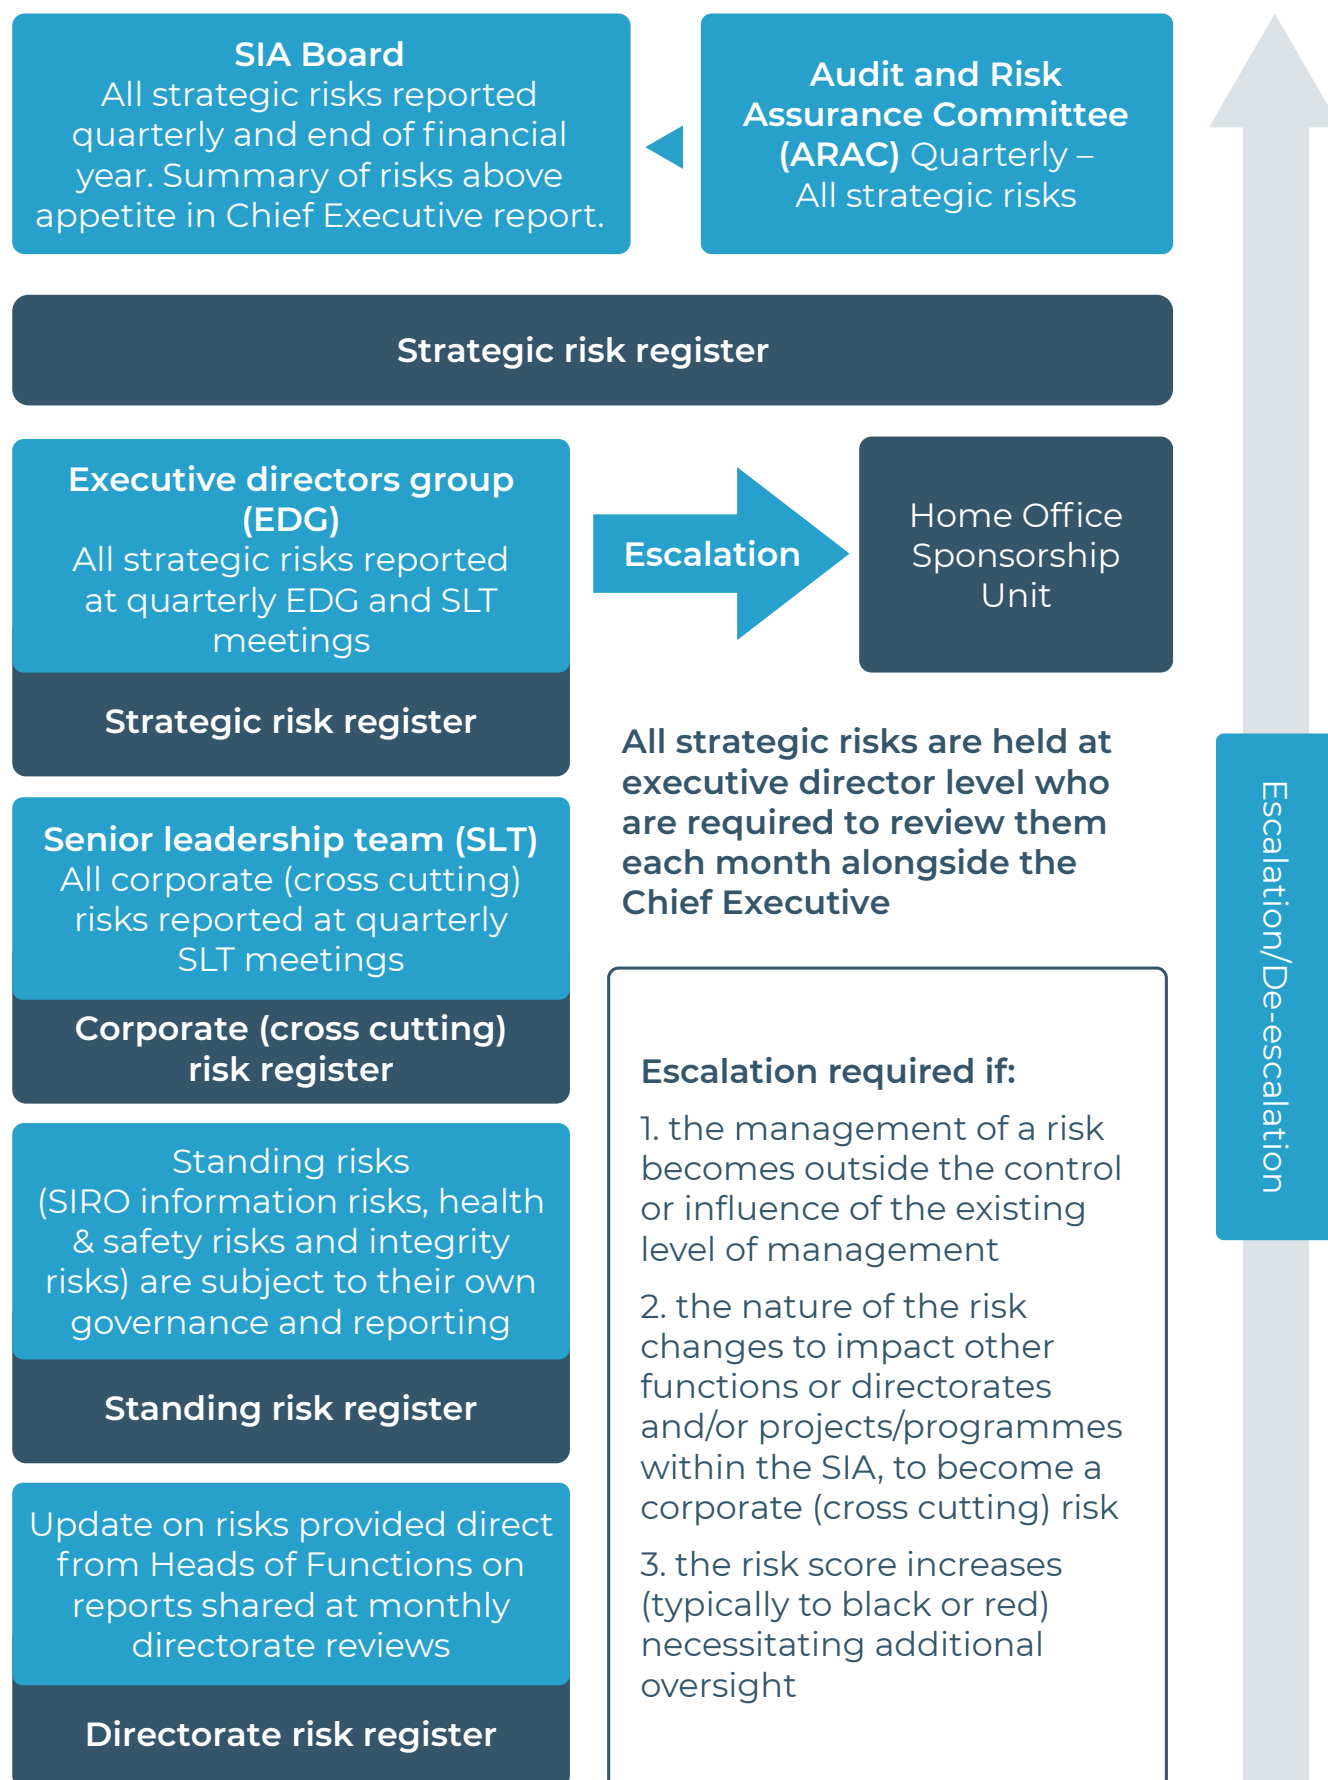 SIA Board
All strategic risks reported
quarterly and end of financial
year. Summary of risks above
appetite in Chief Executive report.
Audit and Risk
Assurance Committee
(ARAC) Quarterly –
All strategic risks
Strategic risk register
Executive directors group
(EDG)
All strategic risks reported
at quarterly EDG and SLT
meetings
Strategic risk register
Escalation
Home Office
Sponsorship
Unit
All strategic risks are held at
executive director level who
are required to review them
each month alongside the
Chief Executive
Senior leadership team (SLT)
All corporate (cross cutting)
risks reported at quarterly
SLT meetings
Corporate (cross cutting)
risk register
Standing risks
(SIRO information risks, health
& safety risks and integrity
risks) are subject to their own
governance and reporting
Standing risk register
Update on risks provided direct
from Heads of Functions on
reports shared at monthly
directorate reviews
Directorate risk register
Escalation required if:
1. the management of a risk
becomes outside the control
or influence of the existing
level of management
2. the nature of the risk
changes to impact other
functions or directorates
and/or projects/programmes
within the SIA, to become a
corporate (cross cutting) risk
3. the risk score increases
(typically to black or red)
necessitating additional
oversight
Escalation/De-escalation